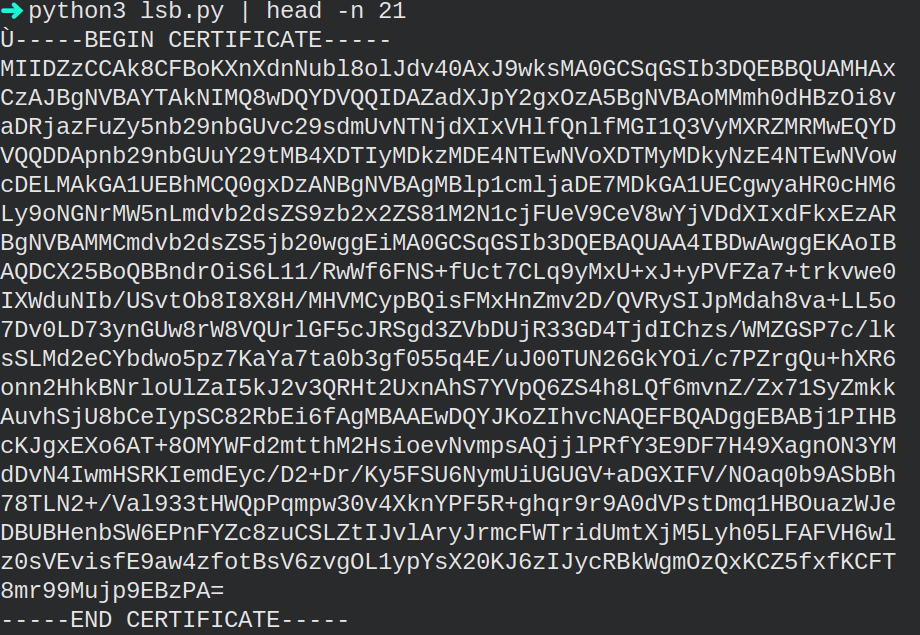 ➜ python3 lsb.py | head -n 21
Ù-----BEGIN CERTIFICATE-----
MIIDZzCCAk8CFBoKXnXdnNubl8olJdv40AxJ9wksMA0GCSqGSIb3DQEBBQUAMHAx
CzAJBgNVBAYTAkNIMQ8wDQYDVQQIDAZadXJpY2gxOzA5BgNVBAoMMmh0dHBzOi8v
aDRjazFuZy5nb29nbGUvc29sdmUvNTNjdXIxVHlfQnlfMGI1Q3VyMXRZMRMwEQYD
VQQDDApnb29nbGUuY29tMB4XDTIyMDkzMDE4NTEwNVoXDTMyMDkyNzE4NTEwNVow
cDELMAkGA1UEBhMCQ0gxDzANBgNVBAgMBlp1cmljaDE7MDkGA1UECgwyaHR0cHM6
Ly9oNGNrMW5nLmdvb2dsZS9zb2x2ZS81M2N1cjFUeV9CeV8wYjVDdXIxdFkxEzAR
BgNVBAMMCmdvb2dsZS5jb20wggEiMA0GCSqGSIb3DQEBAQUAA4IBDwAwggEKAoIB
AQDCX25BoQBBndrOiS6L11/RwWf6FNS+fUct7CLq9yMxU+xJ+yPVFZa7+trkvwe0
IXWduNIb/USvtOb8I8X8H/MHVMCypBQisFMxHnZmv2D/QVRySIJpMdah8va+LL5o
7Dv0LD73ynGUw8rW8VQUrlGF5cJRSgd3ZVbDUjR33GD4TjdIChzs/WMZGSP7c/lk
sSLMd2eCYbdwo5pz7KaYa7ta0b3gf055q4E/uJ00TUN26GkYOi/c7PZrgQu+hXR6
onn2HhkBNrloUlZaI5kJ2v3QRHt2UxnAhS7YVpQ6ZS4h8LQf6mvnZ/Zx71SyZmkk
AuvhSjU8bCeIypSC82RbEi6fAgMBAAEwDQYJKoZIhvcNAQEFBQADggEBABj1PIHB
cKJgxEXo6AT+8OMYWFd2mtthM2HsioevNvmpsAQjjlPRfY3E9DF7H49XagnON3YM
dDvN4IwmHSRKIemdEyc/D2+Dr/Ky5FSU6NymUiUGUGV+aDGXIFV/NOaq0b9ASbBh
78TLN2+/Val933tHWQpPqmpw30v4XknYPF5R+ghqr9r9A0dVPstDmq1HBOuazWJe
DBUBHenbSW6EPnFYZc8zuCSLZtIJvlAryJrmcFWTridUmtXjM5Lyh05LFAFVH6wl
z0sVEvisfE9aw4zfotBsV6zvgOL1ypYsX20KJ6zIJycRBkWgmOzQxKCZ5fxfKCFT
8mr99Mujp9EBzPA=
-----END CERTIFICATE-----